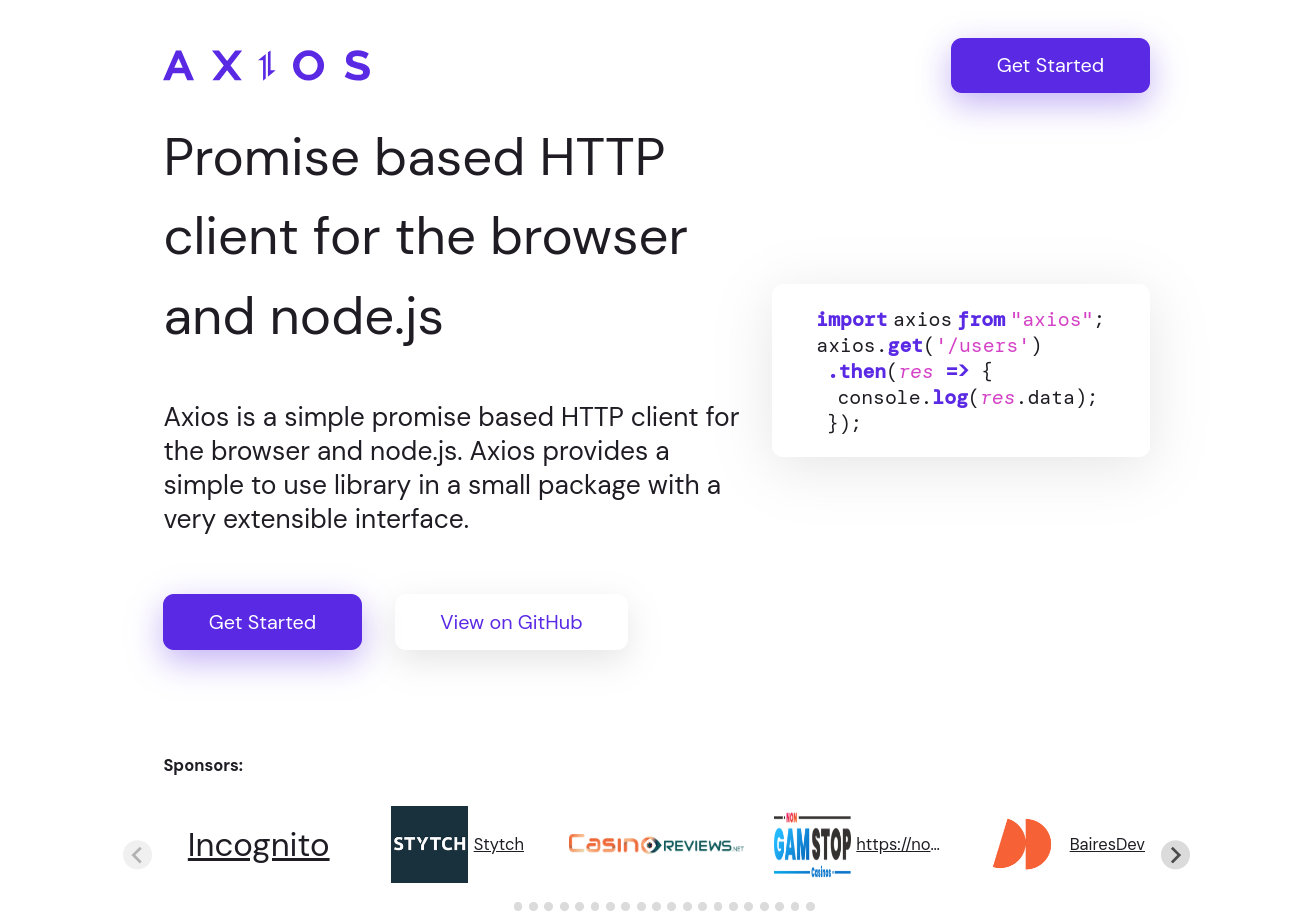 AXIOS
Get Started
Promise based HTTP
client for the browser
and node.js
Axios is a simple promise based HTTP client for
the browser and node.js. Axios provides a
simple to use library in a small package with a
very extensible interface.
import axios from "axios";
axios.get('/users')
.then(res => {
console.log(res.data);
});
Get Started
View on GitHub
Sponsors:
Incognito
STYTCH Stytch
Casino REVIEWS.NET
NON
GAMSTOP
Casinos
https://no...
BairesDev